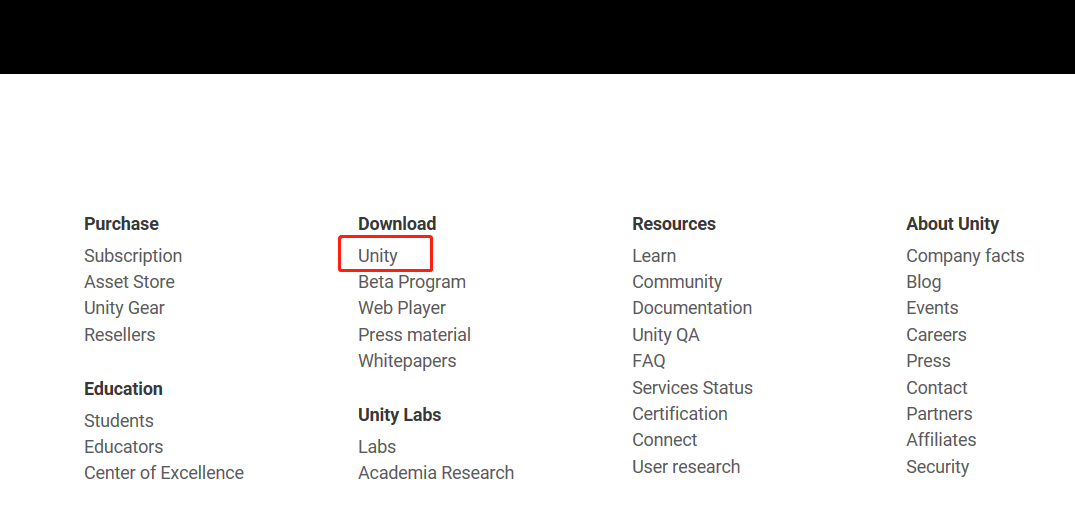 Purchase
Subscription
Asset Store
Unity Gear
Resellers
Education
Students
Educators
Center of Excellence
Download
Unity
Beta Program
Web Player
Press material
Whitepapers
Unity Labs
Labs
Academia Research
Resources
Learn
Community
Documentation
Unity QA
FAQ
Services Status
Certification
Connect
User research
About Unity
Company facts
Blog
Events
Careers
Press
Contact
Partners
Affiliates
Security